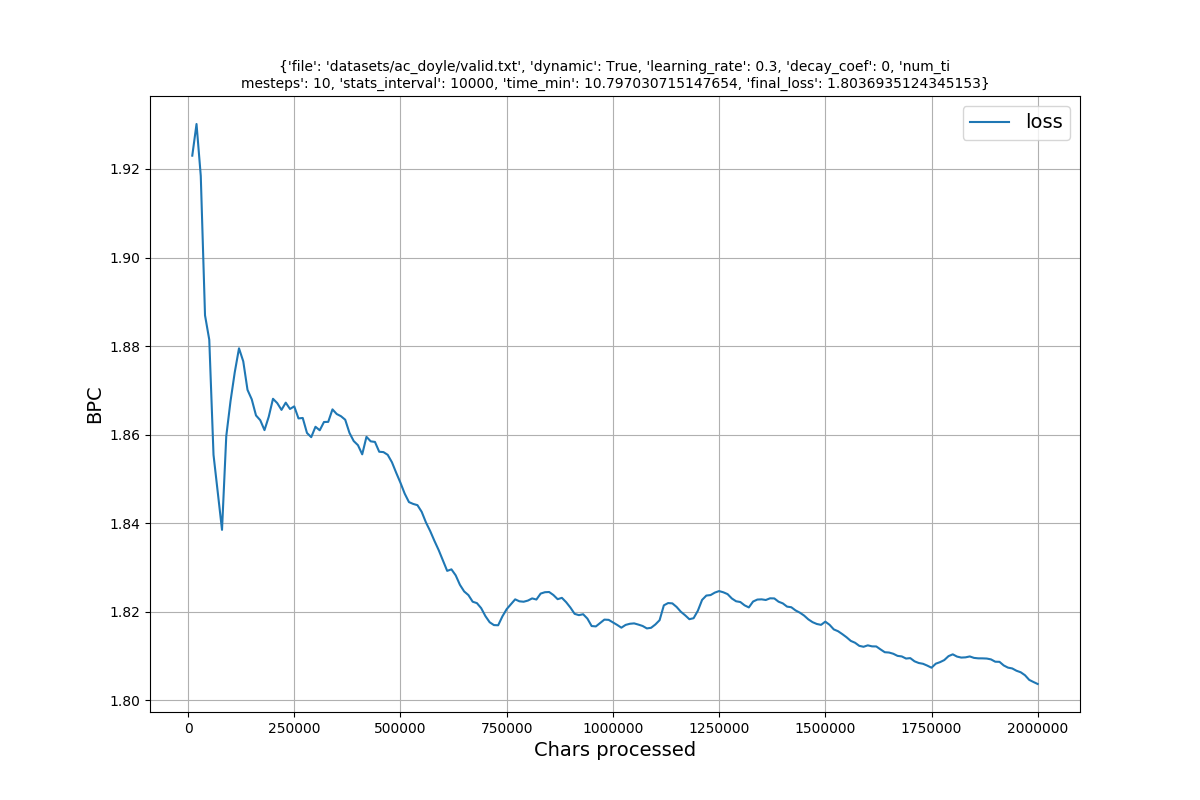 {'file': 'datasets/ac_doyle/valid.txt', 'dynamic': True, 'learning_rate': 0.3, 'decay_coef': 0, 'num_ti
mesteps': 10, 'stats_interval': 10000, 'time_min': 10.797030715147654, 'final_loss': 1.8036935124345153}
loss
1.92
1.90
1.88
1.86
1.84
1.82
1.80
BPC
0 250000 500000 750000 1000000 1250000 1500000 1750000 2000000
Chars processed